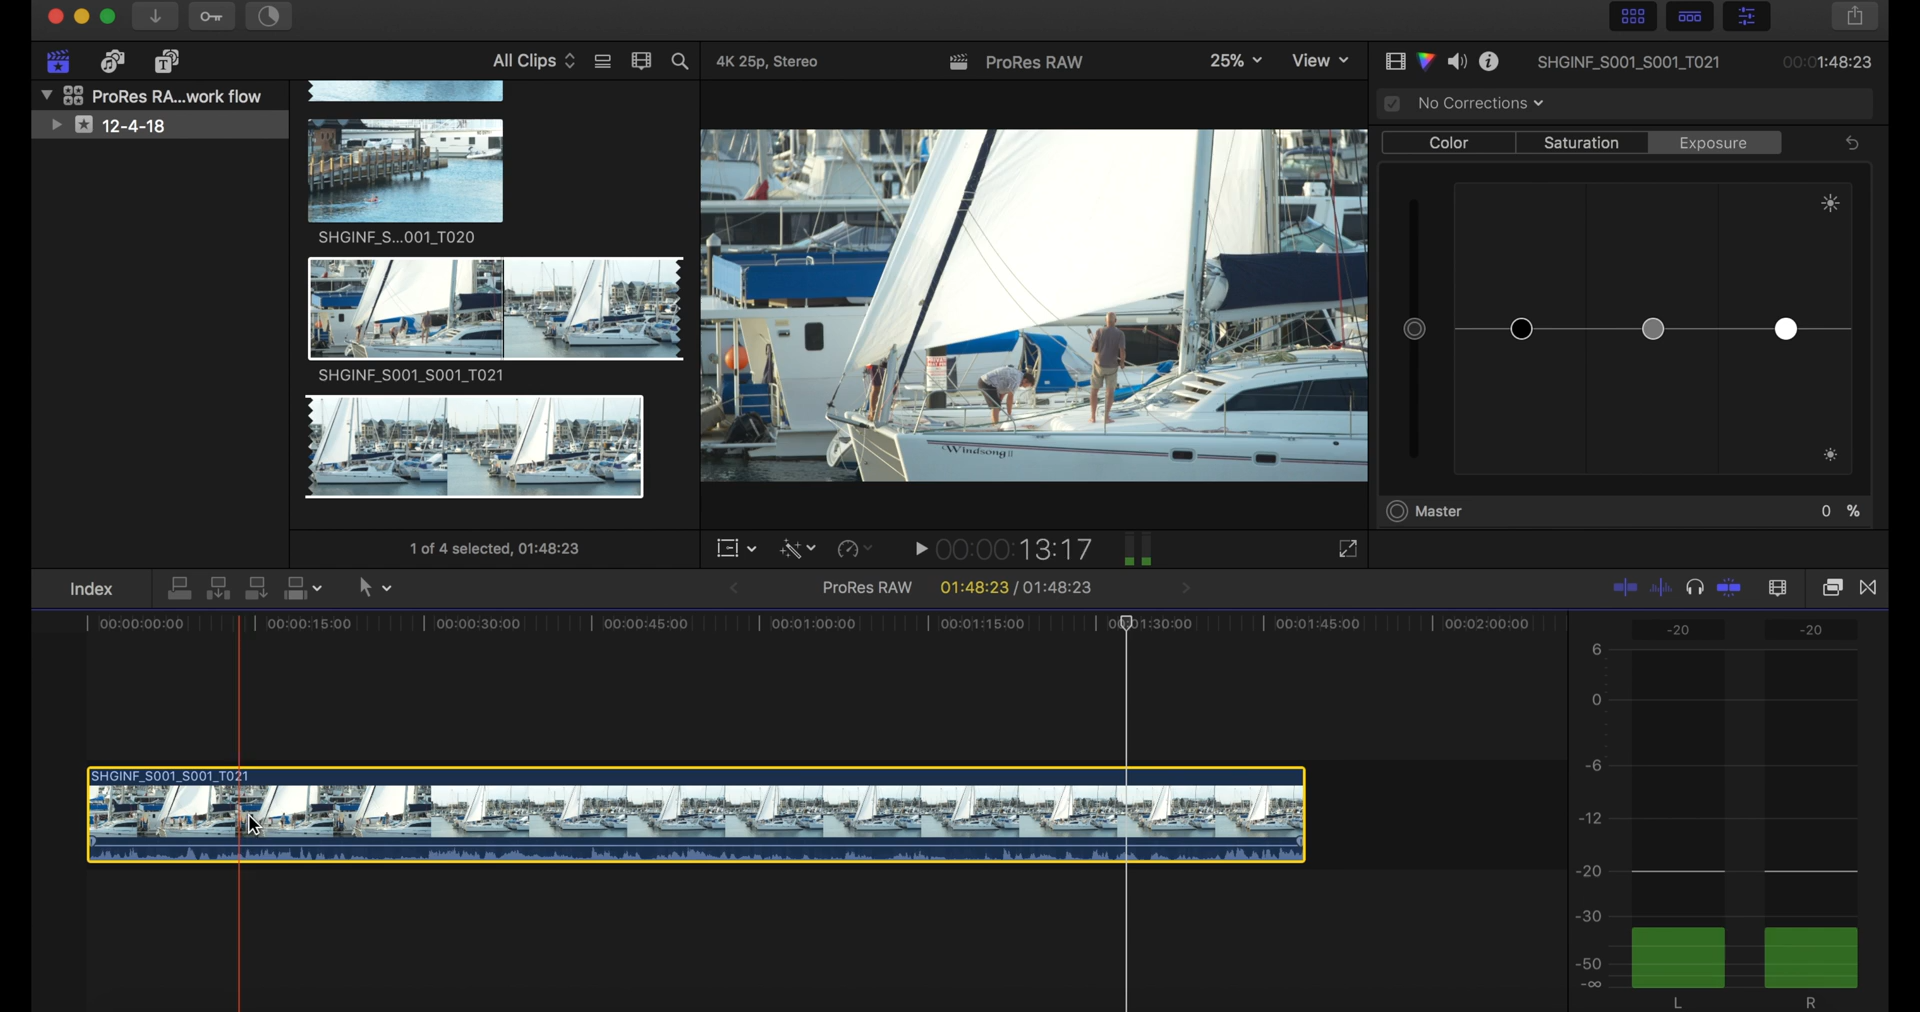 All Clips
4K 25p, Stereo
ProRes RAW
25%
View
SHGINF_S001_S001_T021
00:01:48:23
ProRes RA...work flow
12-4-18
No Corrections
Color
Saturation
Exposure
SHGINF_S...001_T020
SHGINF_S001_S001_T021
Windsong II
Master
0 %
1 of 4 selected, 01:48:23
00:00:13:17
Index
ProRes RAW
01:48:23 / 01:48:23
00:00:00:00
00:00:15:00
00:00:30:00
00:00:45:00
00:01:00:00
00:01:15:00
00:01:30:00
00:01:45:00
00:02:00:00
-20
-20
6
0
-6
-12
-20
-30
-50
-∞
L
R
SHGINF_S001_S001_T021